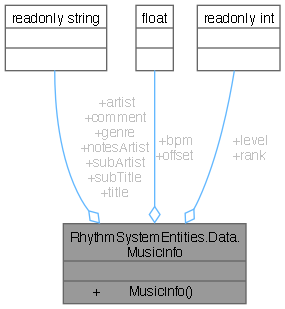 readonly string
float
readonly int
+artist
+comment
+genre
+notesArtist
+subArtist
+subTitle
+title
+bpm
+offset
+level
+rank
RhythmSystemEntities.Data.
MusicInfo
+ MusicInfo()